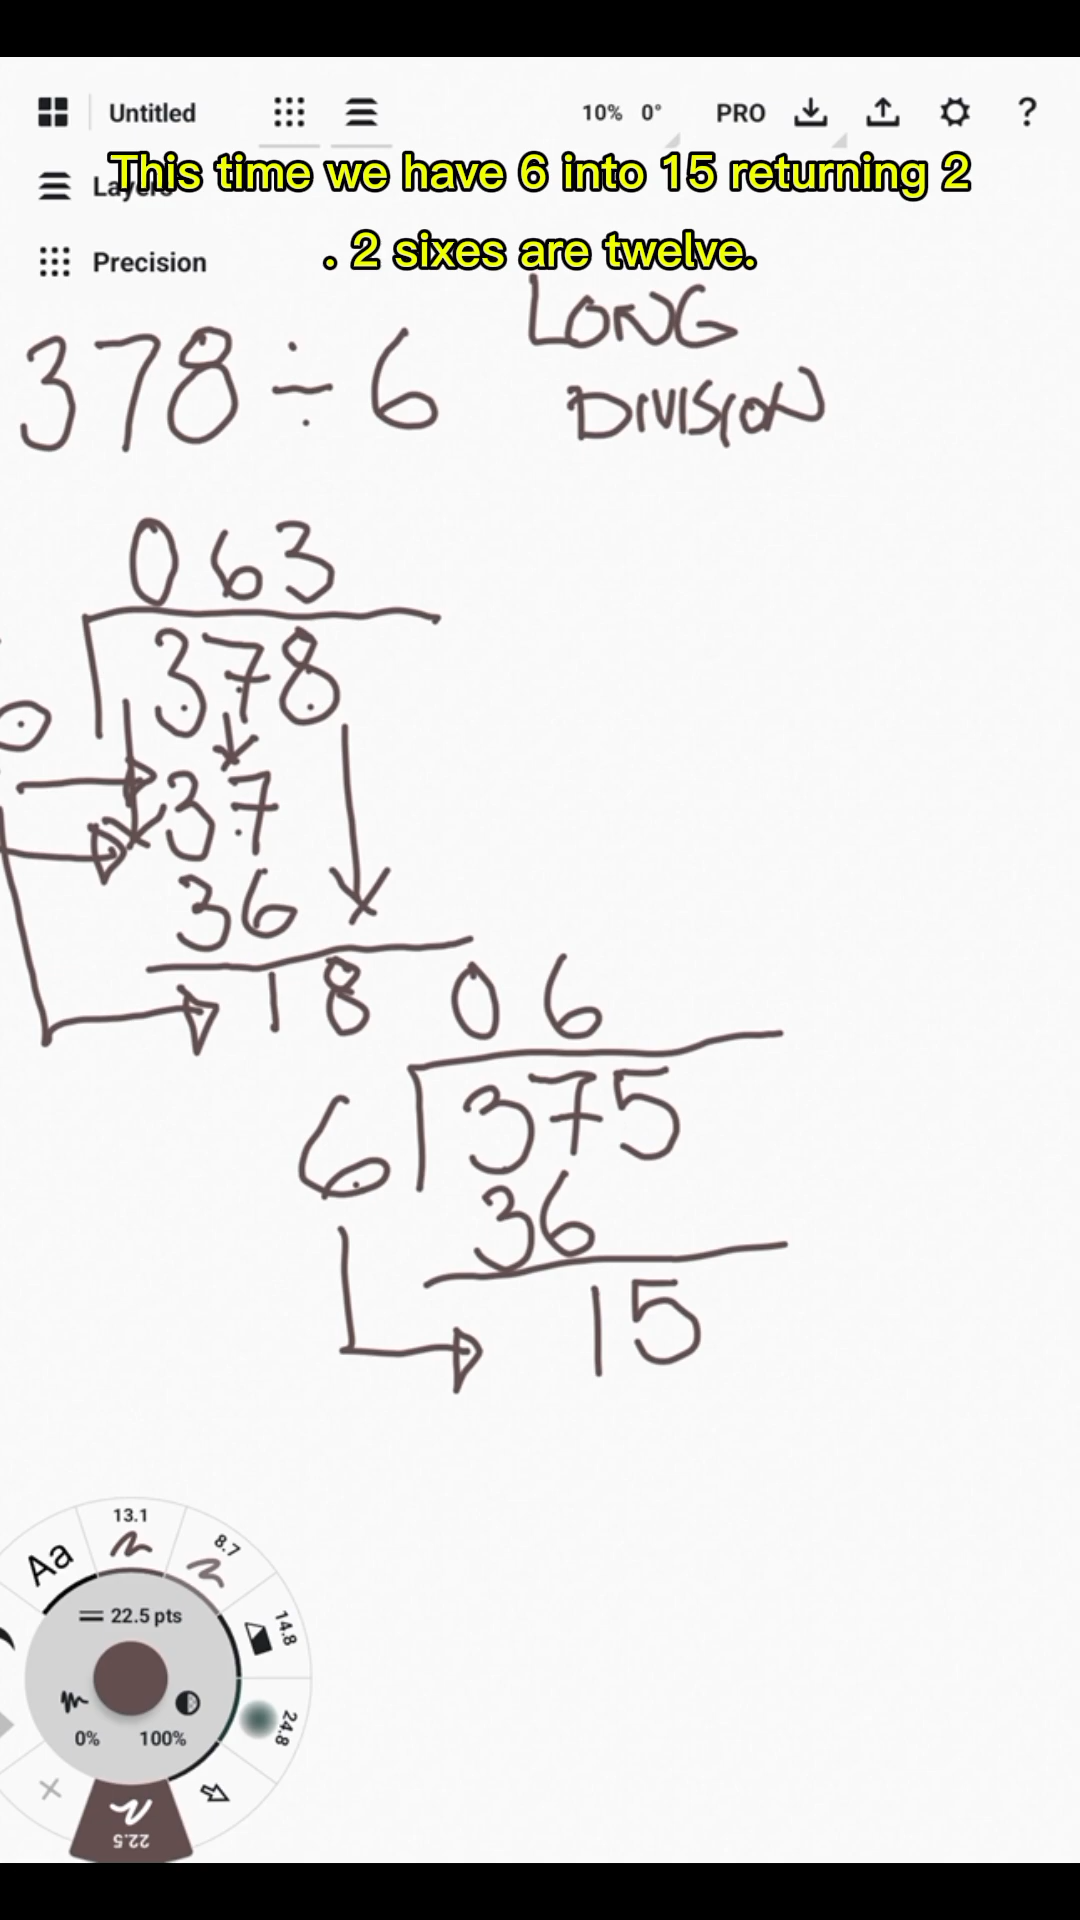 Untitled 10% 0° PRO ?
This time we have 6 into 15 returning 2
Layers
. 2 sixes are twelve.
Precision
LONG
378 ÷ 6
DIVISION
063
378
37
36
18
06
6 375
36
15
13.1
Aa 8.7
22.5 pts
14.8
24.8
0% 100%
22.5